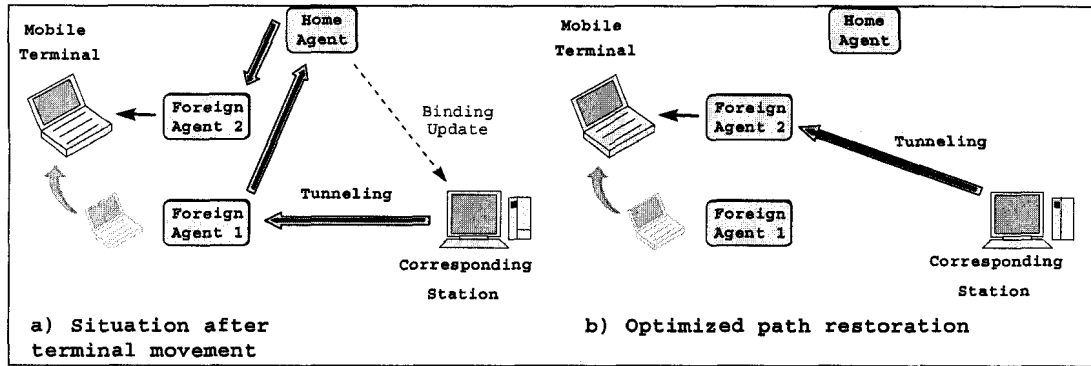 Mobile
Terminal
Home
Agent
Foreign
Agent 2
Binding
Update
Tunneling
Foreign
Agent 1
Corresponding
Station
a) Situation after
terminal movement
Mobile
Terminal
Home
Agent
Foreign
Agent 2
Tunneling
Foreign
Agent 1
Corresponding
Station
b) Optimized path restoration